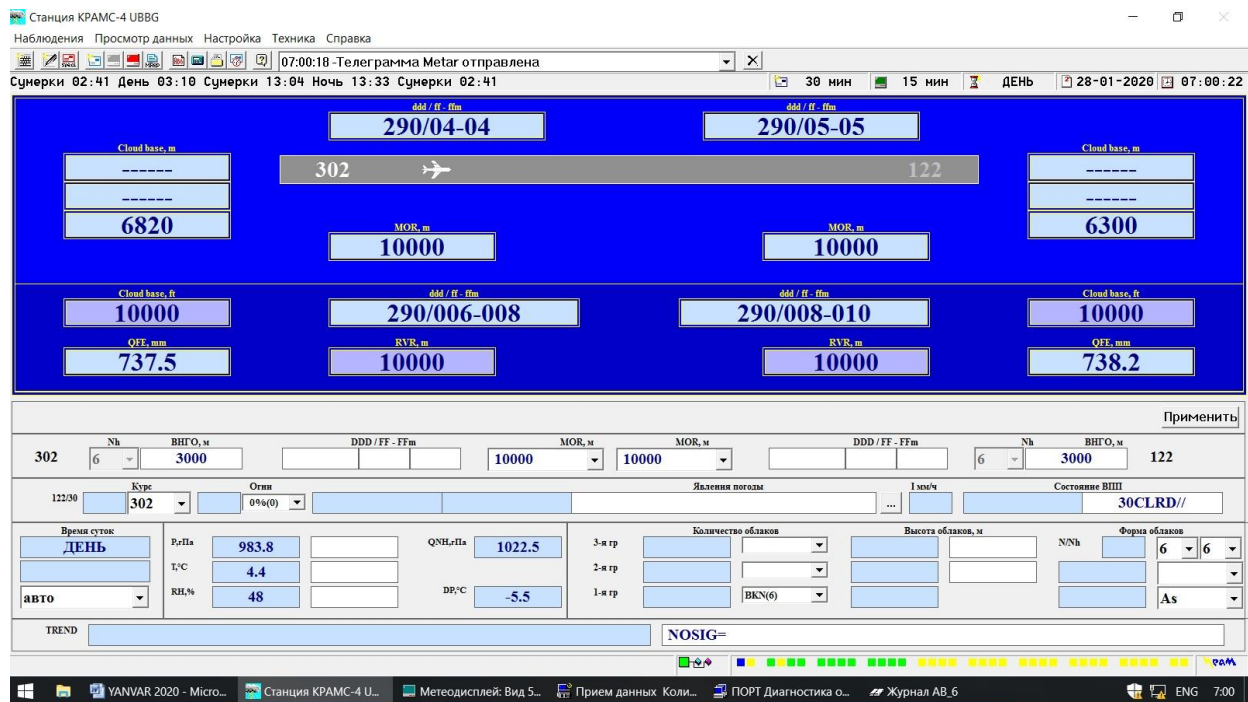 Станция КРАМС-4 UBBG
Наблюдения Просмотр данных Настройка Техника Справка
07:00:18 -Телеграмма Metar отправлена
Сумерки 02:41 День 03:10 Сумерки 13:04 Ночь 13:33 Сумерки 02:41 30 мин 15 мин ДЕНЬ 28-01-2020 07:00:22
ddd / ff - ffm ddd / ff - ffm
290/04-04 290/05-05
Cloud base, m Cloud base, m
------ 302 122 ------
------ ------
6820 6300
MOR, m MOR, m
10000 10000
Cloud base, ft ddd / ff - ffm ddd / ff - ffm Cloud base, ft
10000 290/006-008 290/008-010 10000
QFE, mm RVR, m RVR, m QFE, mm
737.5 10000 10000 738.2
Применить
Nh ВНГО, м DDD / FF - FFm MOR, м MOR, м DDD / FF - FFm Nh ВНГО, м
302 6 3000 10000 10000 6 3000 122
Курс Огни Явления погоды I мм/ч Состояние ВПП
122/30 302 0%(0) ... 30CLRD//
Время суток Количество облаков Высота облаков, м Форма облаков
ДЕНЬ P,гПа 983.8 QNH,гПа 1022.5 3-я гр N/Nh 6 6
T,°C 4.4 2-я гр
авто RH,% 48 DP,°C -5.5 1-я гр BKN(6) As
TREND NOSIG=
YANVAR 2020 - Micro... Станция КРАМС-4 U... Метеодисплей: Вид 5... Прием данных Коли... ПОРТ Диагностика о... Журнал АВ_6 ENG 7:00